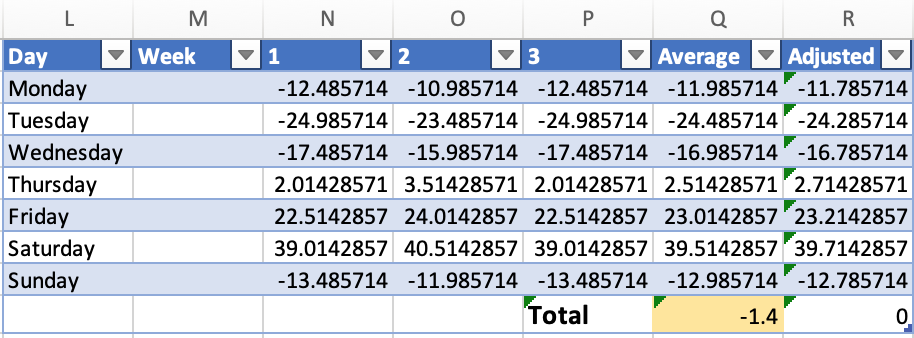 L M N O P Q R
Day Week 1 2 3 Average Adjusted
Monday -12.485714 -10.985714 -12.485714 -11.985714 -11.785714
Tuesday -24.985714 -23.485714 -24.985714 -24.485714 -24.285714
Wednesday -17.485714 -15.985714 -17.485714 -16.985714 -16.785714
Thursday 2.01428571 3.51428571 2.01428571 2.51428571 2.71428571
Friday 22.5142857 24.0142857 22.5142857 23.0142857 23.2142857
Saturday 39.0142857 40.5142857 39.0142857 39.5142857 39.7142857
Sunday -13.485714 -11.985714 -13.485714 -12.985714 -12.785714
Total -1.4 0